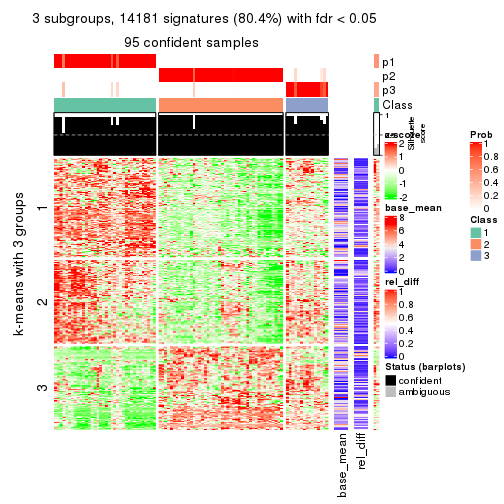 3 subgroups, 14181 signatures (80.4%) with fdr < 0.05
95 confident samples
p1
p2
p3
Class
1
Silhouette
score
z-score
2
1
0
-1
-2
Prob
1
0.8
0.6
0.4
0.2
0
base_mean
8
6
4
2
0
Class
1
2
3
rel_diff
1
0.8
0.6
0.4
0.2
0
Status (barplots)
confident
ambiguous
k-means with 3 groups
1
2
3
base_mean
rel_diff